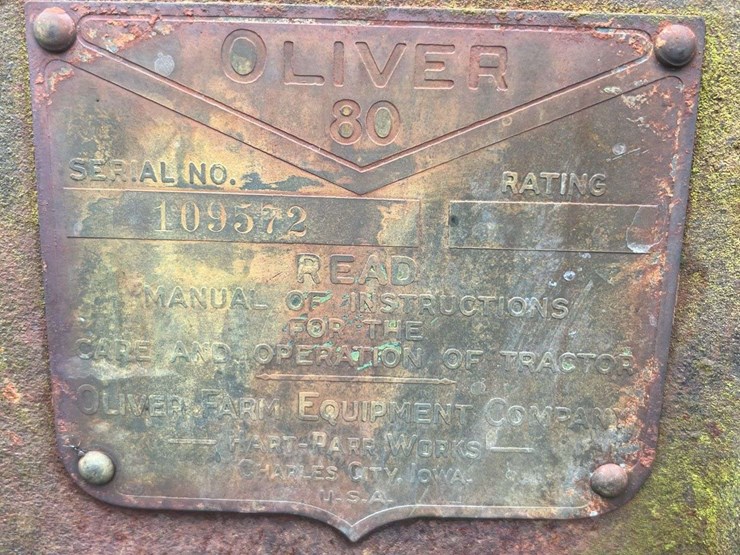 OLIVER
80
SERIAL NO. RATING
109572
READ
MANUAL OF INSTRUCTIONS
FOR THE
CARE AND OPERATION OF TRACTOR
OLIVER FARM EQUIPMENT COMPANY
HART-PARR WORKS
CHARLES CITY, IOWA.
U.S.A.